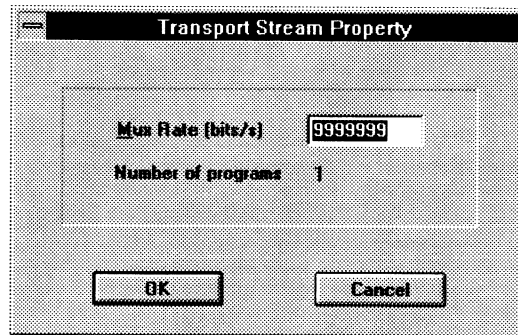 Transport Stream Property
Mux Rate (bits/s) 9999999
Number of programs 1
OK Cancel